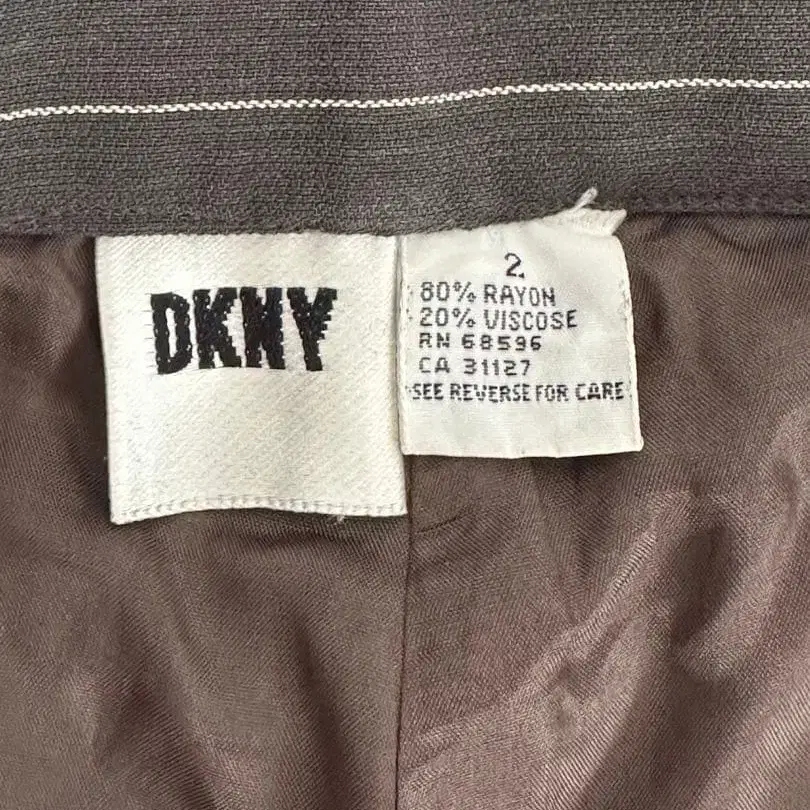 DKNY
2
80% RAYON
20% VISCOSE
RN 68596
CA 31127
SEE REVERSE FOR CARE